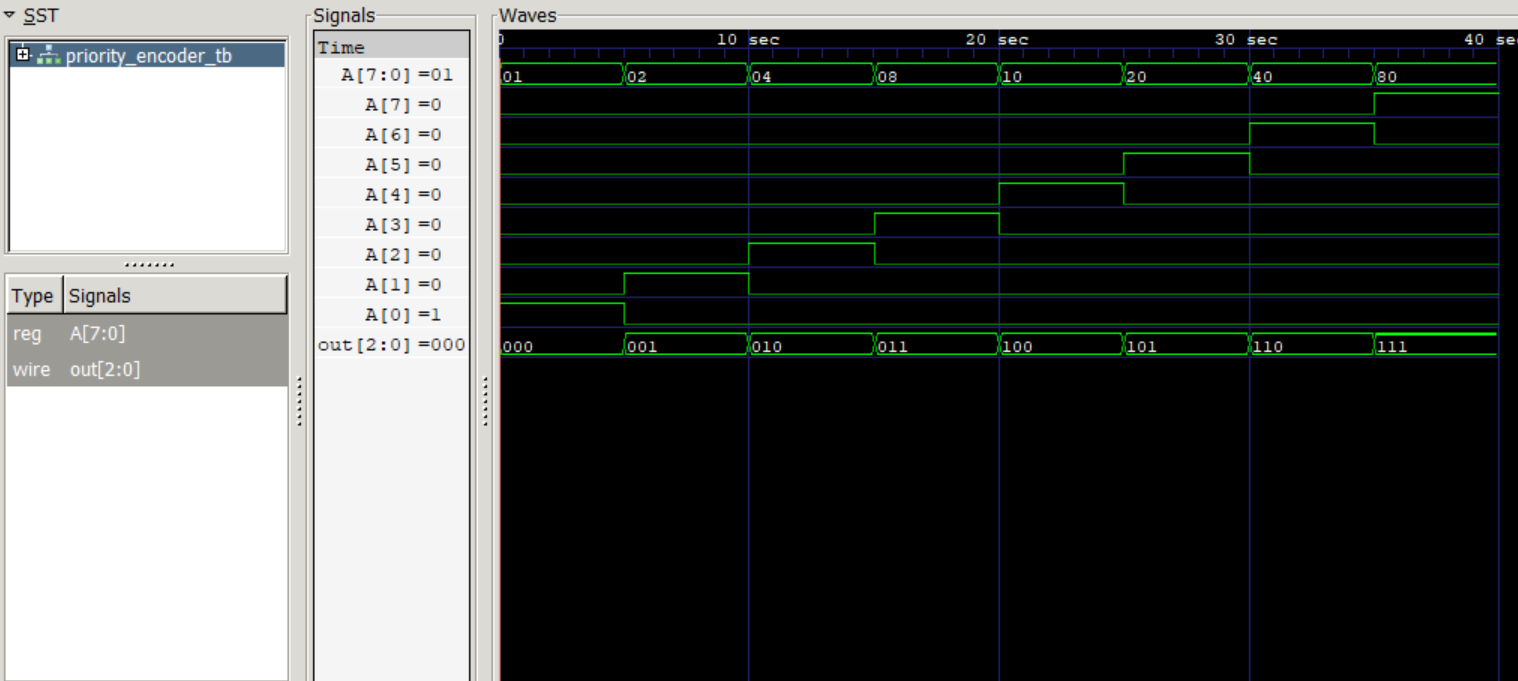 SST
priority_encoder_tb
Type Signals
reg A[7:0]
wire out[2:0]
Signals
Time
A[7:0] =01
A[7] =0
A[6] =0
A[5] =0
A[4] =0
A[3] =0
A[2] =0
A[1] =0
A[0] =1
out[2:0] =000
Waves
0 10 sec 20 sec 30 sec 40 sec
01 02 04 08 10 20 40 80
000 001 010 011 100 101 110 111